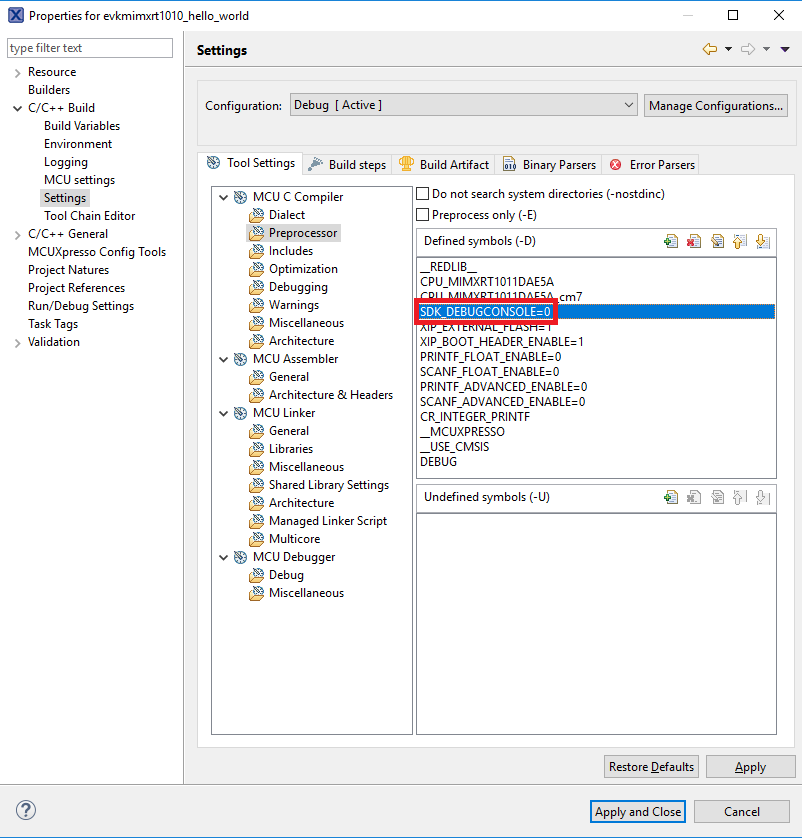 Properties for evkmimxrt1010_hello_world
type filter text
Resource
Builders
C/C++ Build
Build Variables
Environment
Logging
MCU settings
Settings
Tool Chain Editor
C/C++ General
MCUXpresso Config Tools
Project Natures
Project References
Run/Debug Settings
Task Tags
Validation
Settings
Configuration:
Debug [ Active ]
Manage Configurations...
Tool Settings
Build steps
Build Artifact
Binary Parsers
Error Parsers
MCU C Compiler
Dialect
Preprocessor
Includes
Optimization
Debugging
Warnings
Miscellaneous
Architecture
MCU Assembler
General
Architecture & Headers
MCU Linker
General
Libraries
Miscellaneous
Shared Library Settings
Architecture
Managed Linker Script
Multicore
MCU Debugger
Debug
Miscellaneous
Do not search system directories (-nostdinc)
Preprocess only (-E)
Defined symbols (-D)
__REDLIB__
CPU_MIMXRT1011DAE5A
CPU_MIMXRT1011DAE5A_cm7
SDK_DEBUGCONSOLE=0
XIP_EXTERNAL_FLASH=1
XIP_BOOT_HEADER_ENABLE=1
PRINTF_FLOAT_ENABLE=0
SCANF_FLOAT_ENABLE=0
PRINTF_ADVANCED_ENABLE=0
SCANF_ADVANCED_ENABLE=0
CR_INTEGER_PRINTF
__MCUXPRESSO
__USE_CMSIS
DEBUG
Undefined symbols (-U)
Restore Defaults
Apply
Apply and Close
Cancel